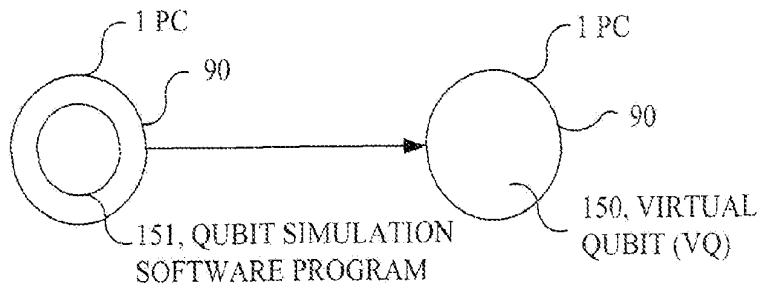 1 PC
90
1 PC
90
151, QUBIT SIMULATION
SOFTWARE PROGRAM
150, VIRTUAL
QUBIT (VQ)